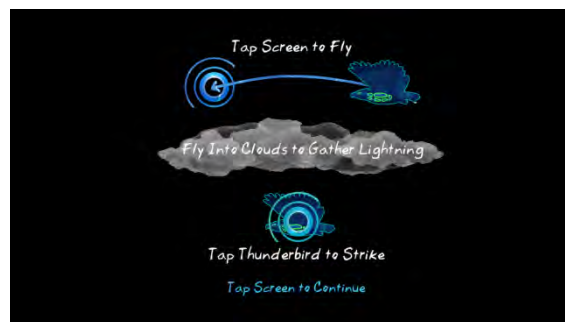 Tap Screen to Fly
Fly Into Clouds to Gather Lightning
Tap Thunderbird to Strike
Tap Screen to Continue